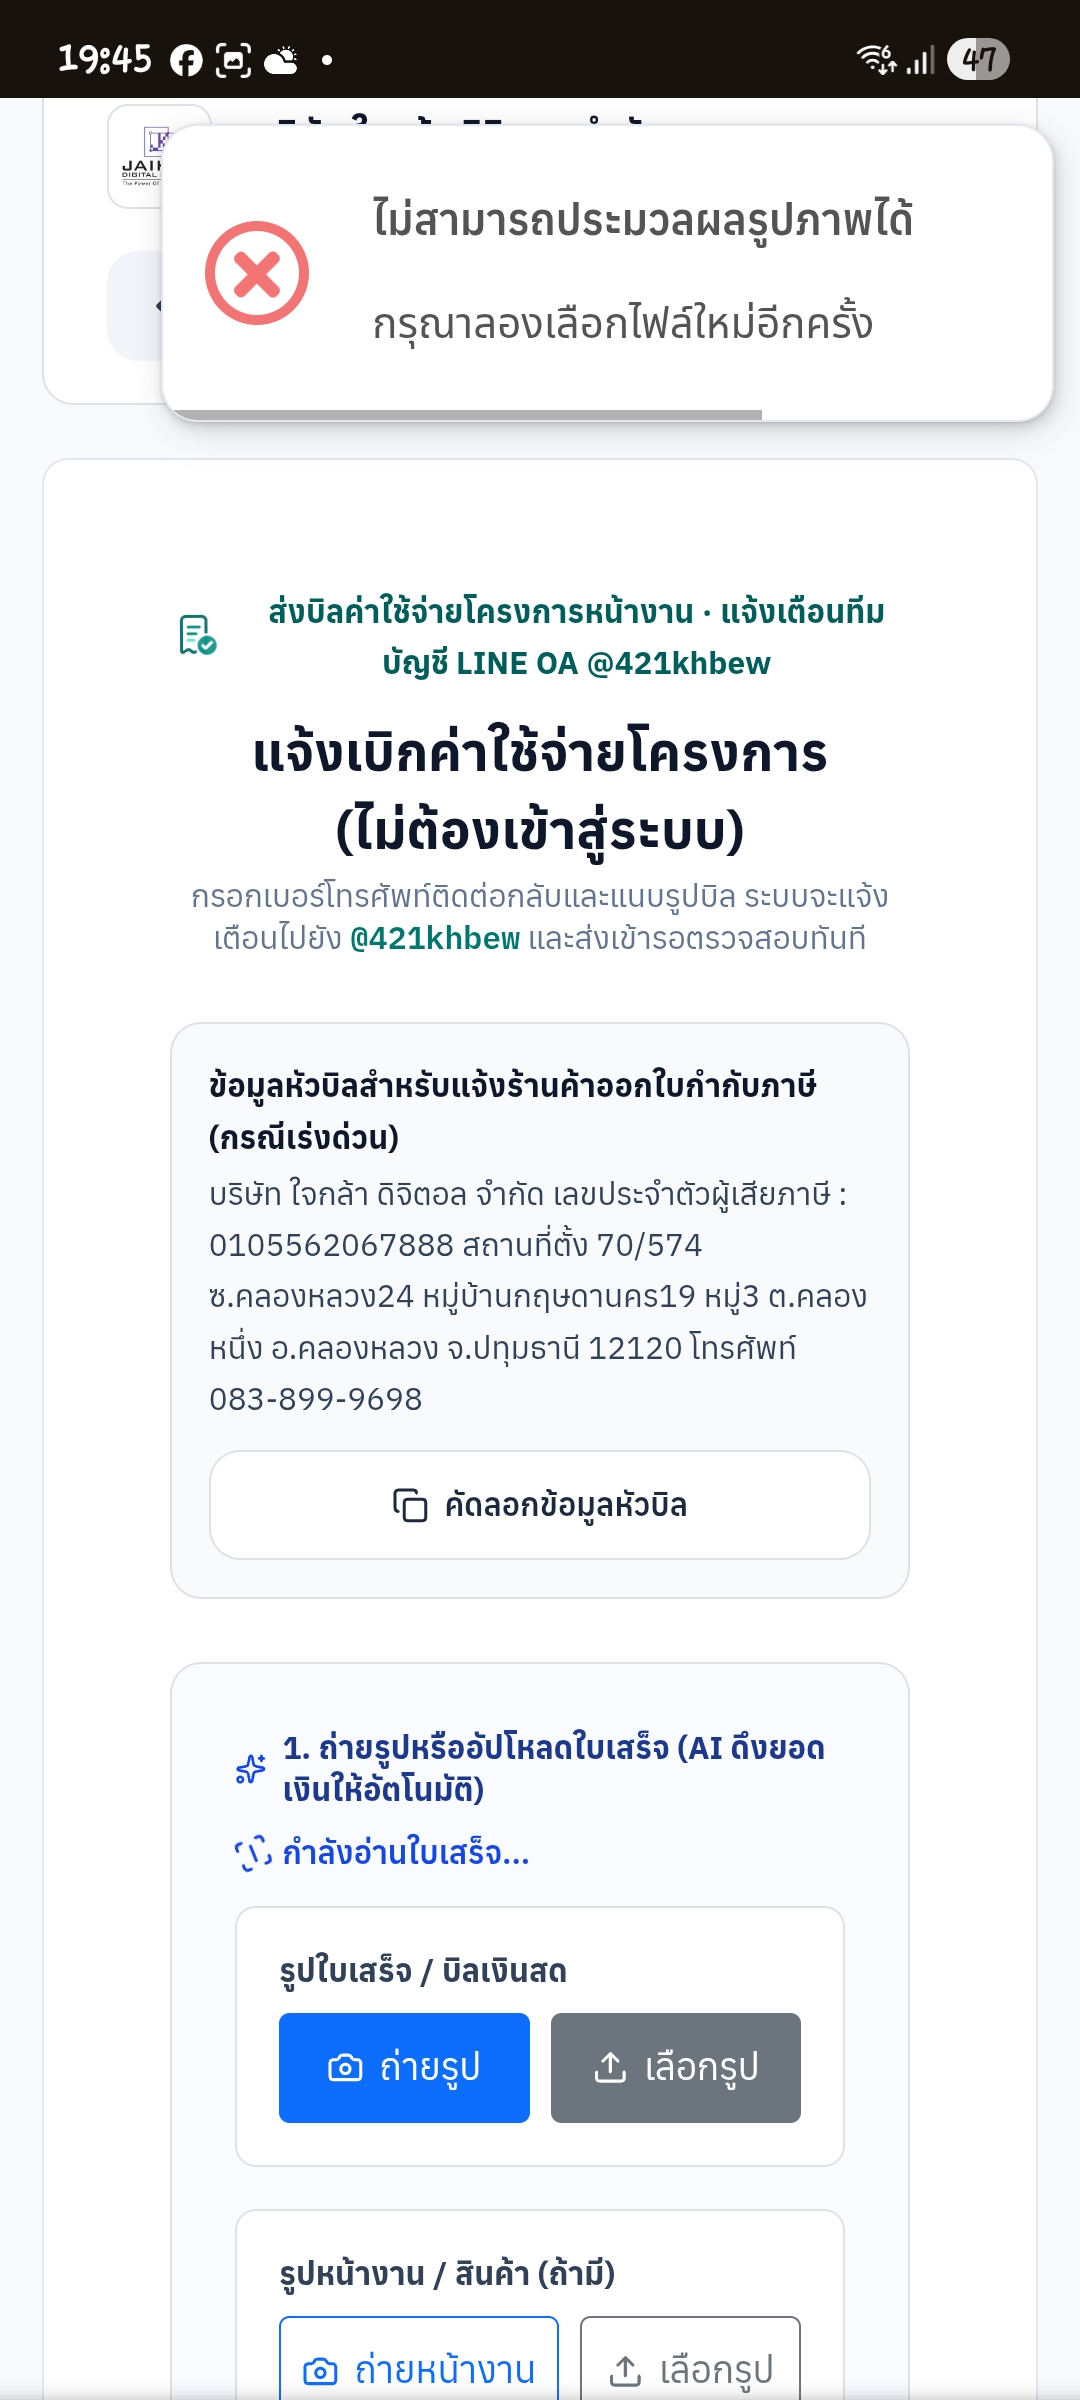 19:45
6
47
JAI
DIGITAL
The Power Of
ไม่สามารถประมวลผลรูปภาพได้
กรุณาลองเลือกไฟล์ใหม่อีกครั้ง
ส่งบิลค่าใช้จ่ายโครงการหน้างาน · แจ้งเตือนทีม
บัญชี LINE OA @421khbew
แจ้งเบิกค่าใช้จ่ายโครงการ
(ไม่ต้องเข้าสู่ระบบ)
กรอกเบอร์โทรศัพท์ติดต่อกลับและแนบรูปบิล ระบบจะแจ้ง
เตือนไปยัง @421khbew และส่งเข้ารอตรวจสอบทันที
ข้อมูลหัวบิลสำหรับแจ้งร้านค้าออกใบกำกับภาษี
(กรณีเร่งด่วน)
บริษัท ใจกล้า ดิจิตอล จำกัด เลขประจำตัวผู้เสียภาษี :
0105562067888 สถานที่ตั้ง 70/574
ซ.คลองหลวง24 หมู่บ้านกฤษดานคร19 หมู่3 ต.คลอง
หนึ่ง อ.คลองหลวง จ.ปทุมธานี 12120 โทรศัพท์
083-899-9698
คัดลอกข้อมูลหัวบิล
1. ถ่ายรูปหรืออัปโหลดใบเสร็จ (AI ดึงยอด
เงินให้อัตโนมัติ)
กำลังอ่านใบเสร็จ...
รูปใบเสร็จ / บิลเงินสด
ถ่ายรูป
เลือกรูป
รูปหน้างาน / สินค้า (ถ้ามี)
ถ่ายหน้างาน
เลือกรูป